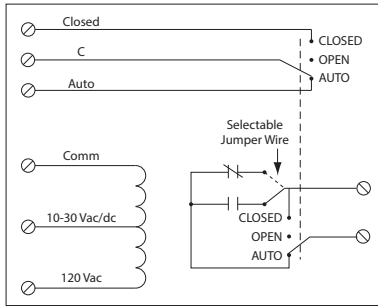 Closed
CLOSED
C
OPEN
AUTO
Auto
Selectable
Jumper Wire
Comm
10-30 Vac/dc
CLOSED
OPEN
AUTO
120 Vac